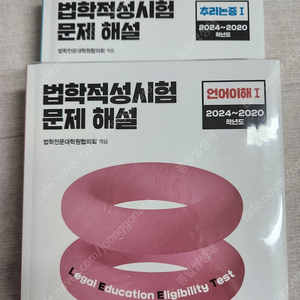 법학적성시험
문제 해설
추리논증 I
2024~2020
학년도
법학전문대학원협의회 엮음
법학적성시험
문제 해설
언어이해 I
2024~2020
학년도
법학전문대학원협의회 엮음
Legal Education Eligibility Test